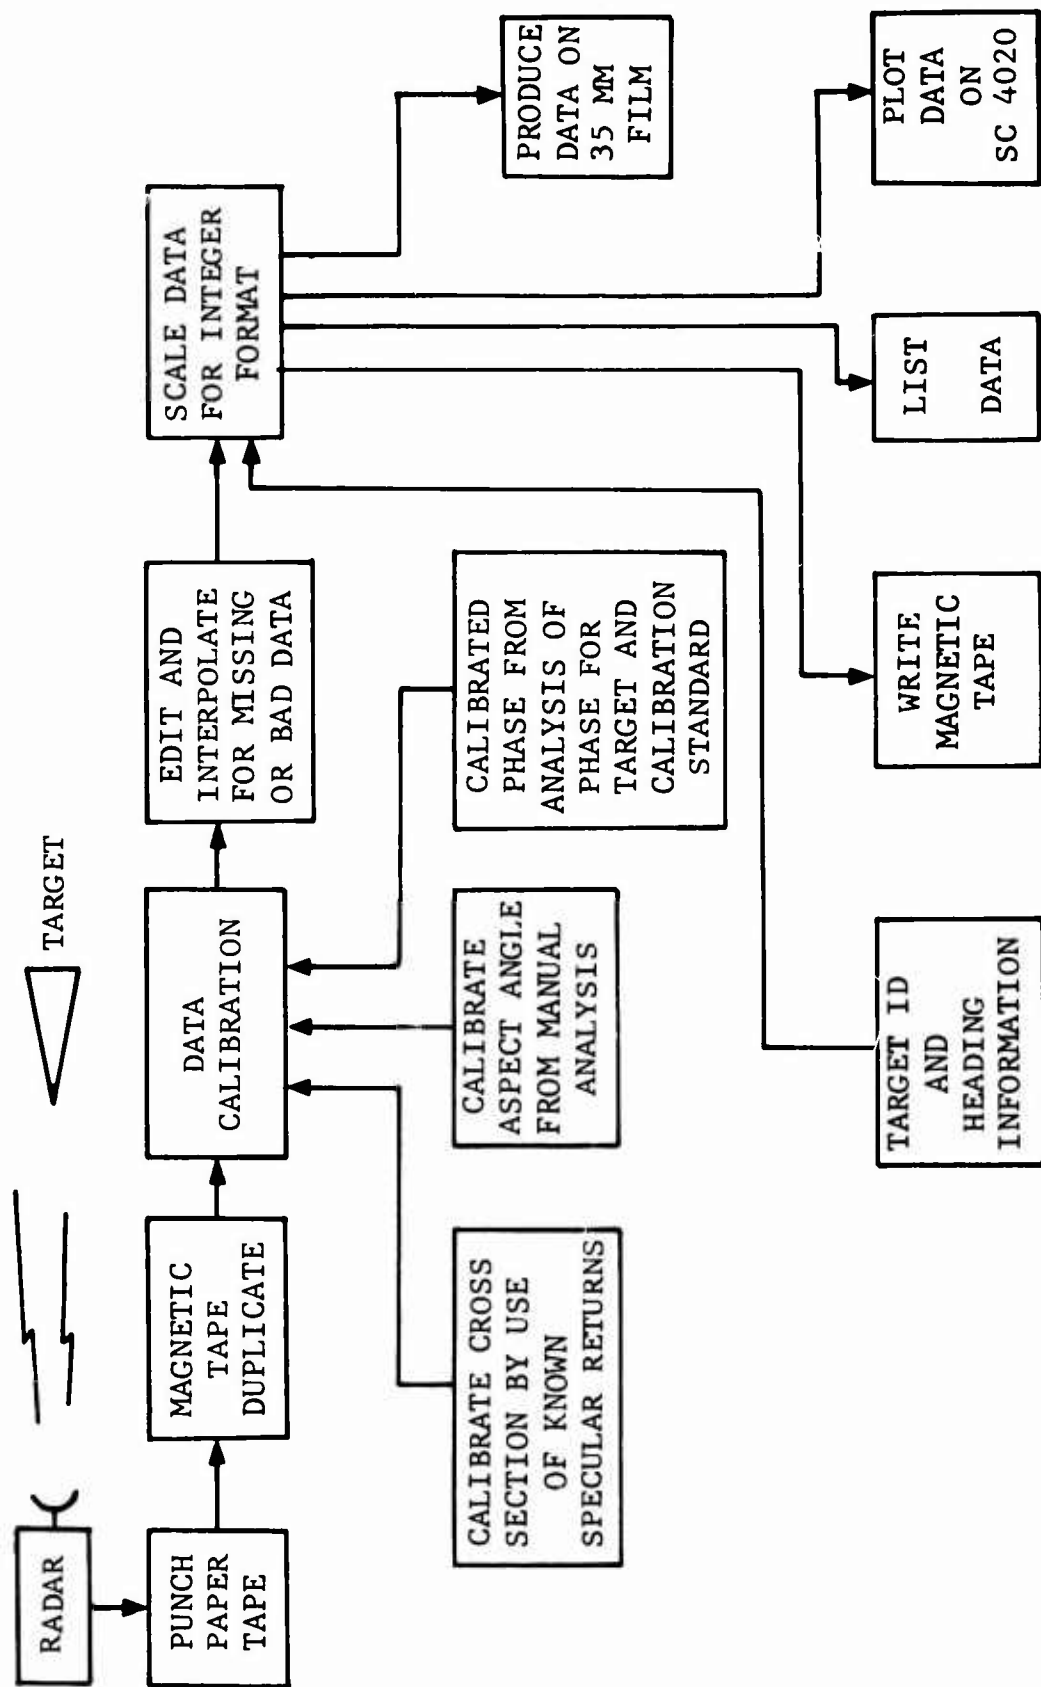 RADAR
TARGET
PUNCH
PAPER
TAPE
MAGNETIC
TAPE
DUPLICATE
DATA
CALIBRATION
EDIT AND
INTERPOLATE
FOR MISSING
OR BAD DATA
SCALE DATA
FOR INTEGER
FORMAT
CALIBRATE CROSS
SECTION BY USE
OF KNOWN
SPECULAR RETURNS
CALIBRATE
ASPECT ANGLE
FROM MANUAL
ANALYSIS
CALIBRATED
PHASE FROM
ANALYSIS OF
PHASE FOR
TARGET AND
CALIBRATION
STANDARD
PRODUCE
DATA ON
35 MM
FILM
TARGET ID
AND
HEADING
INFORMATION
WRITE
MAGNETIC
TAPE
LIST
DATA
PLOT
DATA
ON
SC 4020